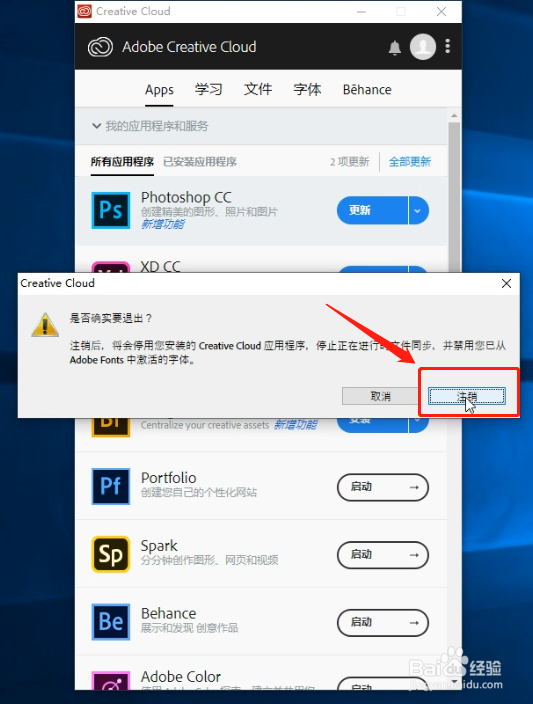 Creative Cloud
Adobe Creative Cloud
Apps 学习 文件 字体 Bēhance
我的应用程序和服务
所有应用程序 已安装应用程序 2 项更新 全部更新
Ps Photoshop CC 更新
创建精美的图形、照片和图片
新增功能
XD CC
Creative Cloud
是否确实要退出？
注销后，将会停用您安装的 Creative Cloud 应用程序，停止正在进行的文件同步，并禁用您已从
Adobe Fonts 中激活的字体。
取消 注销
Centralize your creative assets 新增功能 安装
Pf Portfolio 启动
创建您自己的个性化网站
Sp Spark 启动
分分钟创作图形、网页和视频
Be Behance 启动
展示和发现 创意作品
Adobe Color
启动
Baidu 经验
jingyan.baidu.com